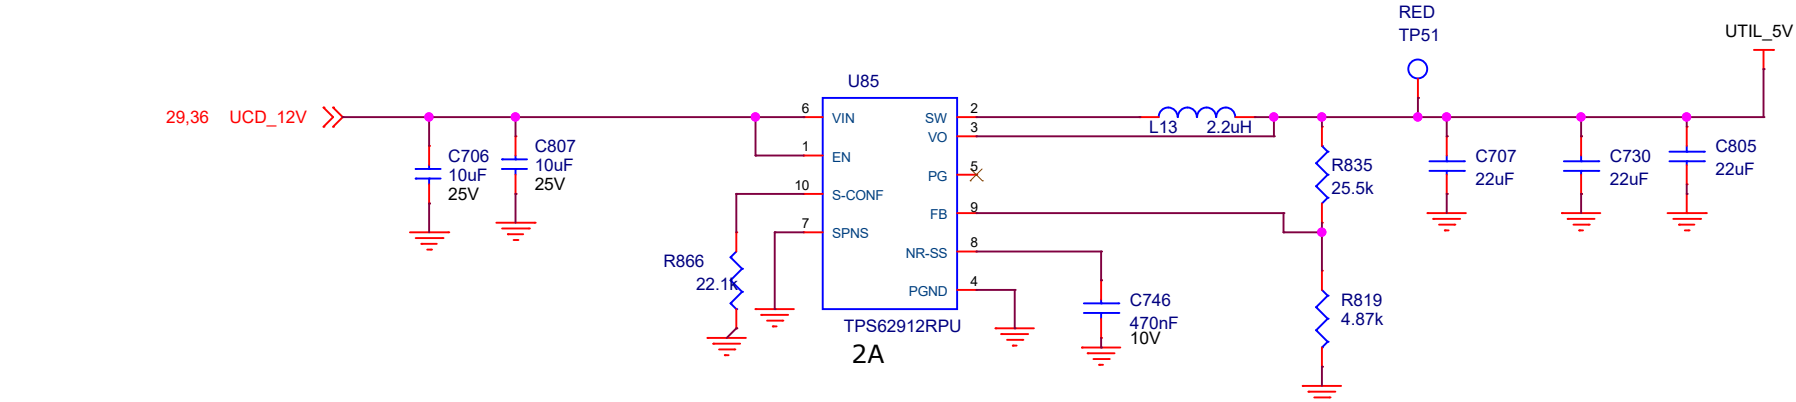 RED
TP51
UTIL_5V
U85
29,36 UCD_12V
6
VIN
SW
2
L13
2.2uH
VO
3
C706
10uF
25V
C807
10uF
25V
1
EN
PG
5
R835
25.5k
C707
22uF
C730
22uF
C805
22uF
10
S-CONF
FB
9
7
SPNS
NR-SS
8
R866
22.1k
PGND
4
C746
470nF
10V
R819
4.87k
TPS62912RPU
2A